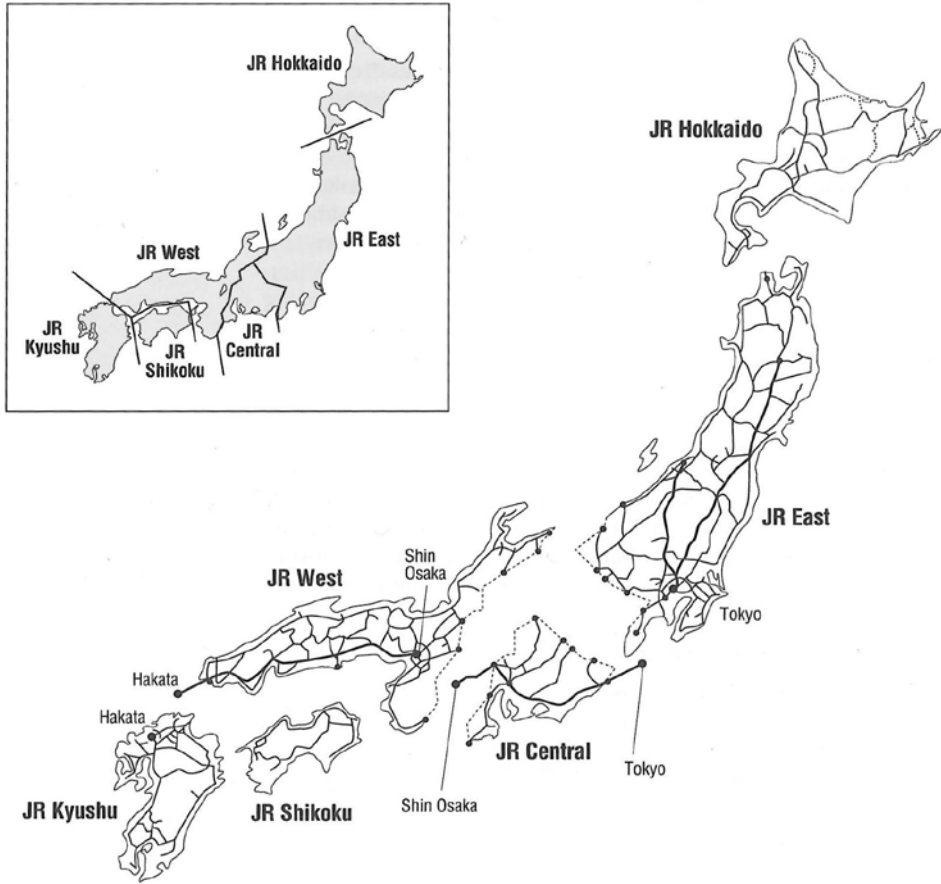 JR Hokkaido
JR East
JR West
JR
Kyushu
JR
Shikoku
JR
Central
JR Hokkaido
JR East
Tokyo
JR West
Shin
Osaka
Hakata
Hakata
JR Kyushu
JR Shikoku
JR Central
Shin Osaka
Tokyo